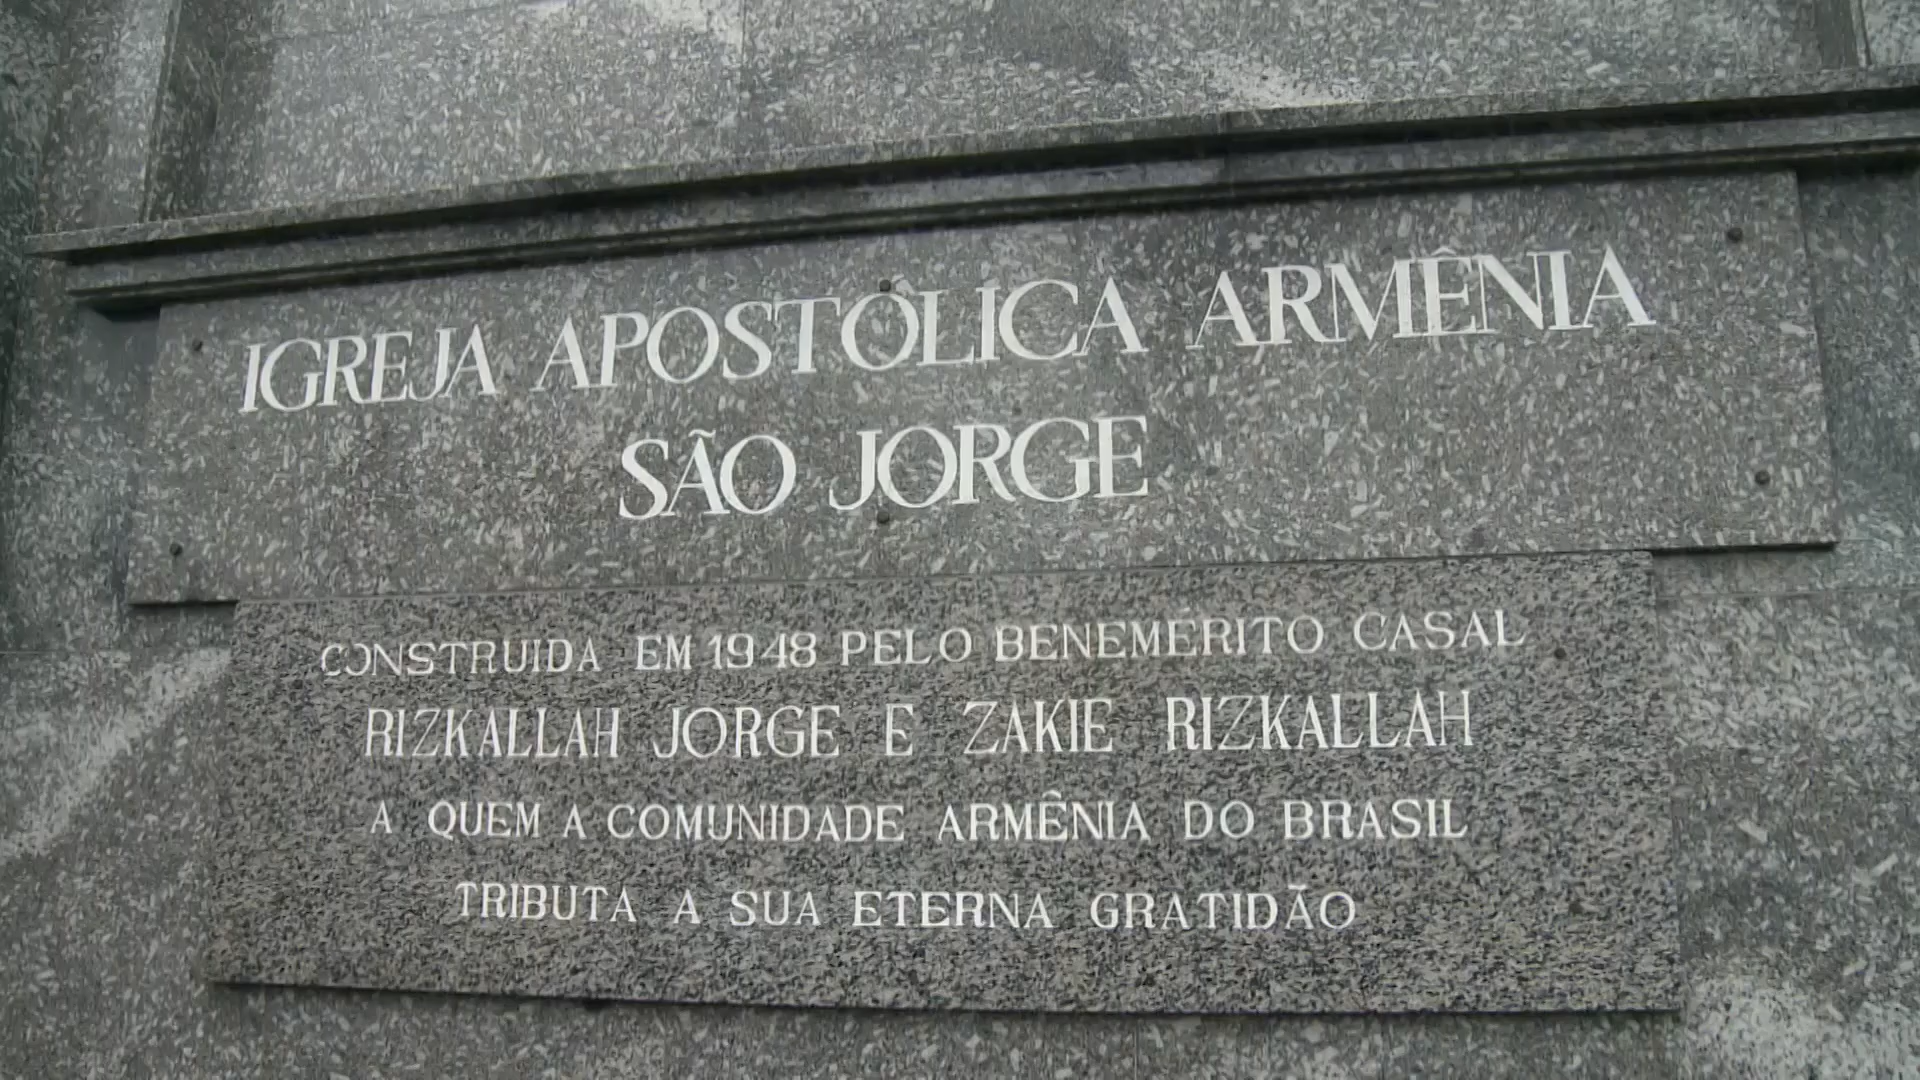 IGREJA APOSTÓLICA ARMÊNIA
SÃO JORGE
CONSTRUIDA EM 1948 PELO BENEMÉRITO CASAL
RIZKALLAH JORGE E ZAKIE RIZKALLAH
A QUEM A COMUNIDADE ARMÊNIA DO BRASIL
TRIBUTA A SUA ETERNA GRATIDÃO